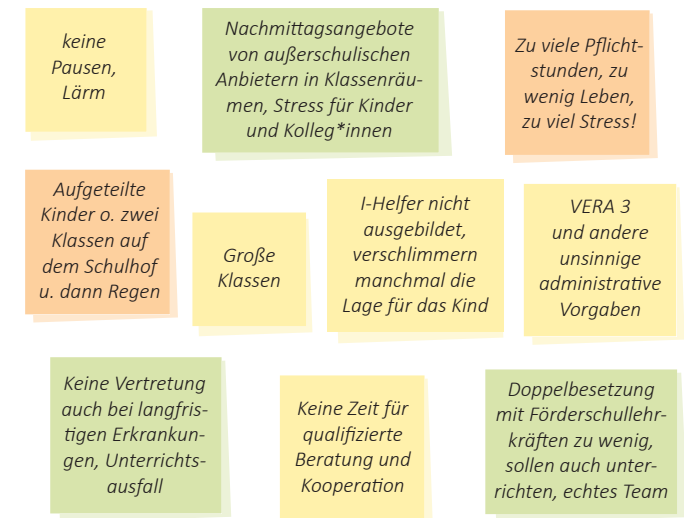 keine
Pausen,
Lärm
Nachmittagsangebote
von außerschulischen
Anbietern in Klassenräu-
men, Stress für Kinder
und Kolleg*innen
Zu viele Pflicht-
stunden, zu
wenig Leben,
zu viel Stress!
Aufgeteilte
Kinder o. zwei
Klassen auf
dem Schulhof
u. dann Regen
Große
Klassen
I-Helfer nicht
ausgebildet,
verschlimmern
manchmal die
Lage für das Kind
VERA 3
und andere
unsinnige
administrative
Vorgaben
Keine Vertretung
auch bei langfris-
tigen Erkrankun-
gen, Unterrichts-
ausfall
Keine Zeit für
qualifizierte
Beratung und
Kooperation
Doppelbesetzung
mit Förderschullehr-
kräften zu wenig,
sollen auch unter-
richten, echtes Team